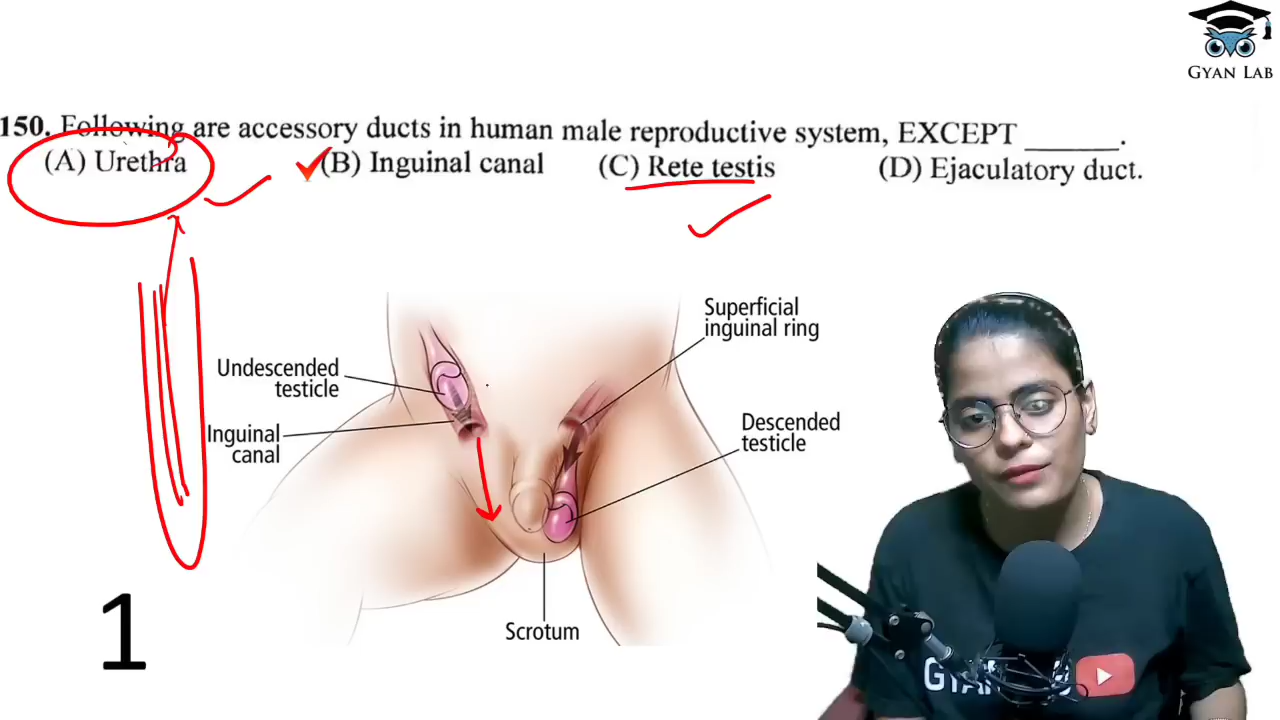 GYAN LAB
150. Following are accessory ducts in human male reproductive system, EXCEPT ______.
(A) Urethra (B) Inguinal canal (C) Rete testis (D) Ejaculatory duct.
Superficial
inguinal ring
Undescended
testicle
Inguinal
canal
Descended
testicle
Scrotum
1